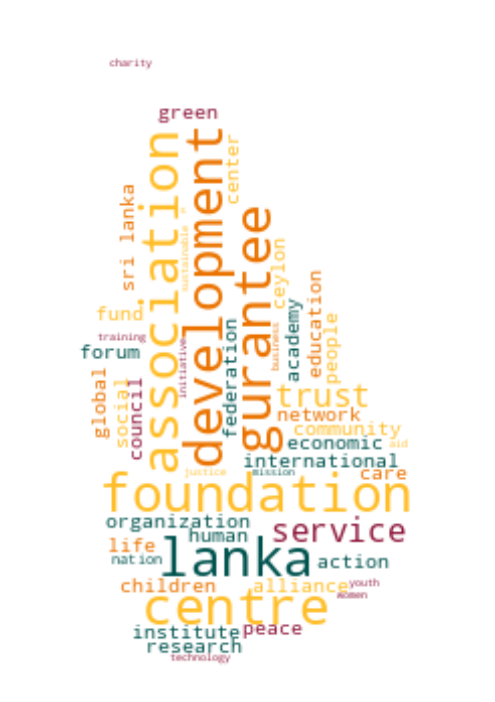 charity
green
association
development
center
sri lanka
sustainable
gurantee
ceylon
fund
education
academy
people
training
forum
initiative
federation
business
global
social
council
trust
network
community
economic
aid
international
justice
mission
care
foundation
organization
service
human
life
lanka
nation
action
children
alliance
youth
women
centre
institute
peace
research
technology